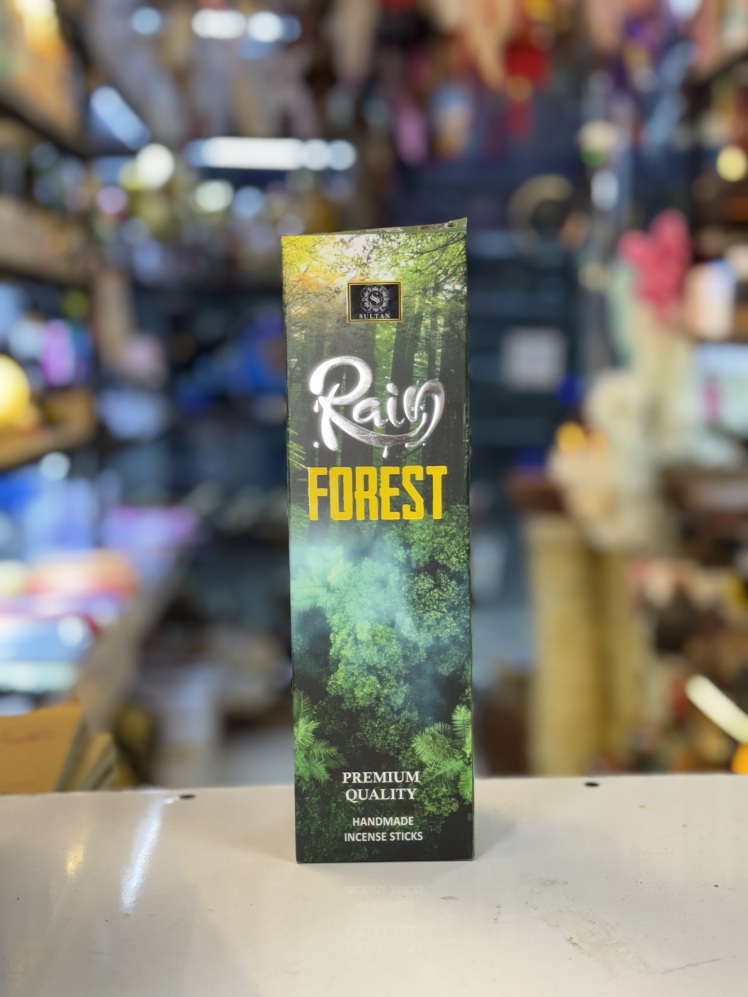 SULTAN
Rain
FOREST
PREMIUM
QUALITY
HANDMADE
INCENSE STICKS